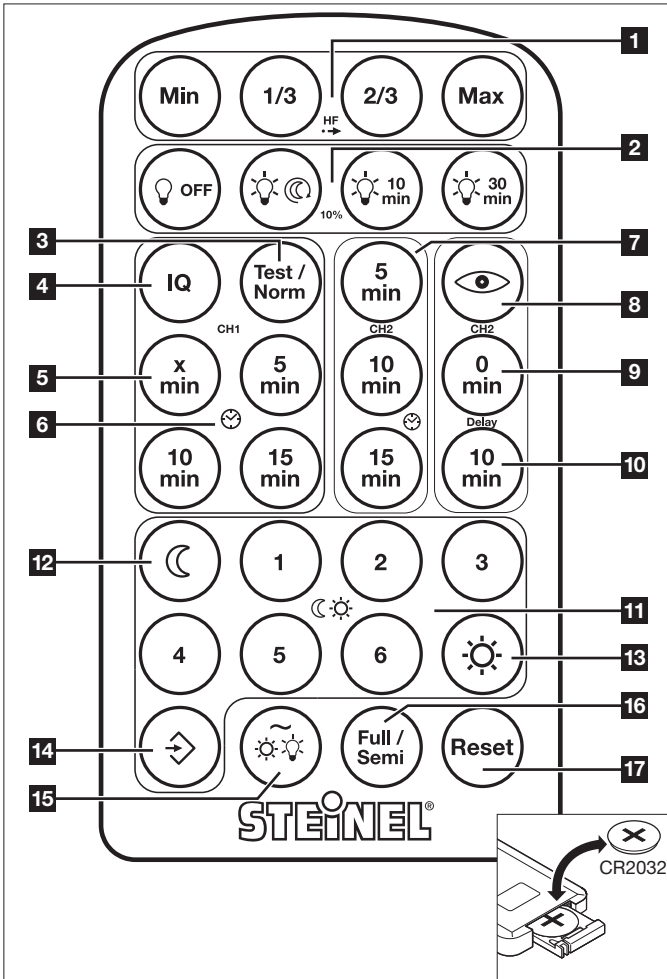 1
Min 1/3 2/3 Max
HF
2
OFF 10 min 30 min
10%
3
7
4
IQ Test / Norm 5 min
8
CH1 CH2 CH2
5
x min 5 min 10 min 0 min
9
6
Delay
10 min 15 min 15 min 10 min
10
12
1 2 3
11
4 5 6
13
16
14
Full / Semi Reset
17
15
STEINEL®
CR2032